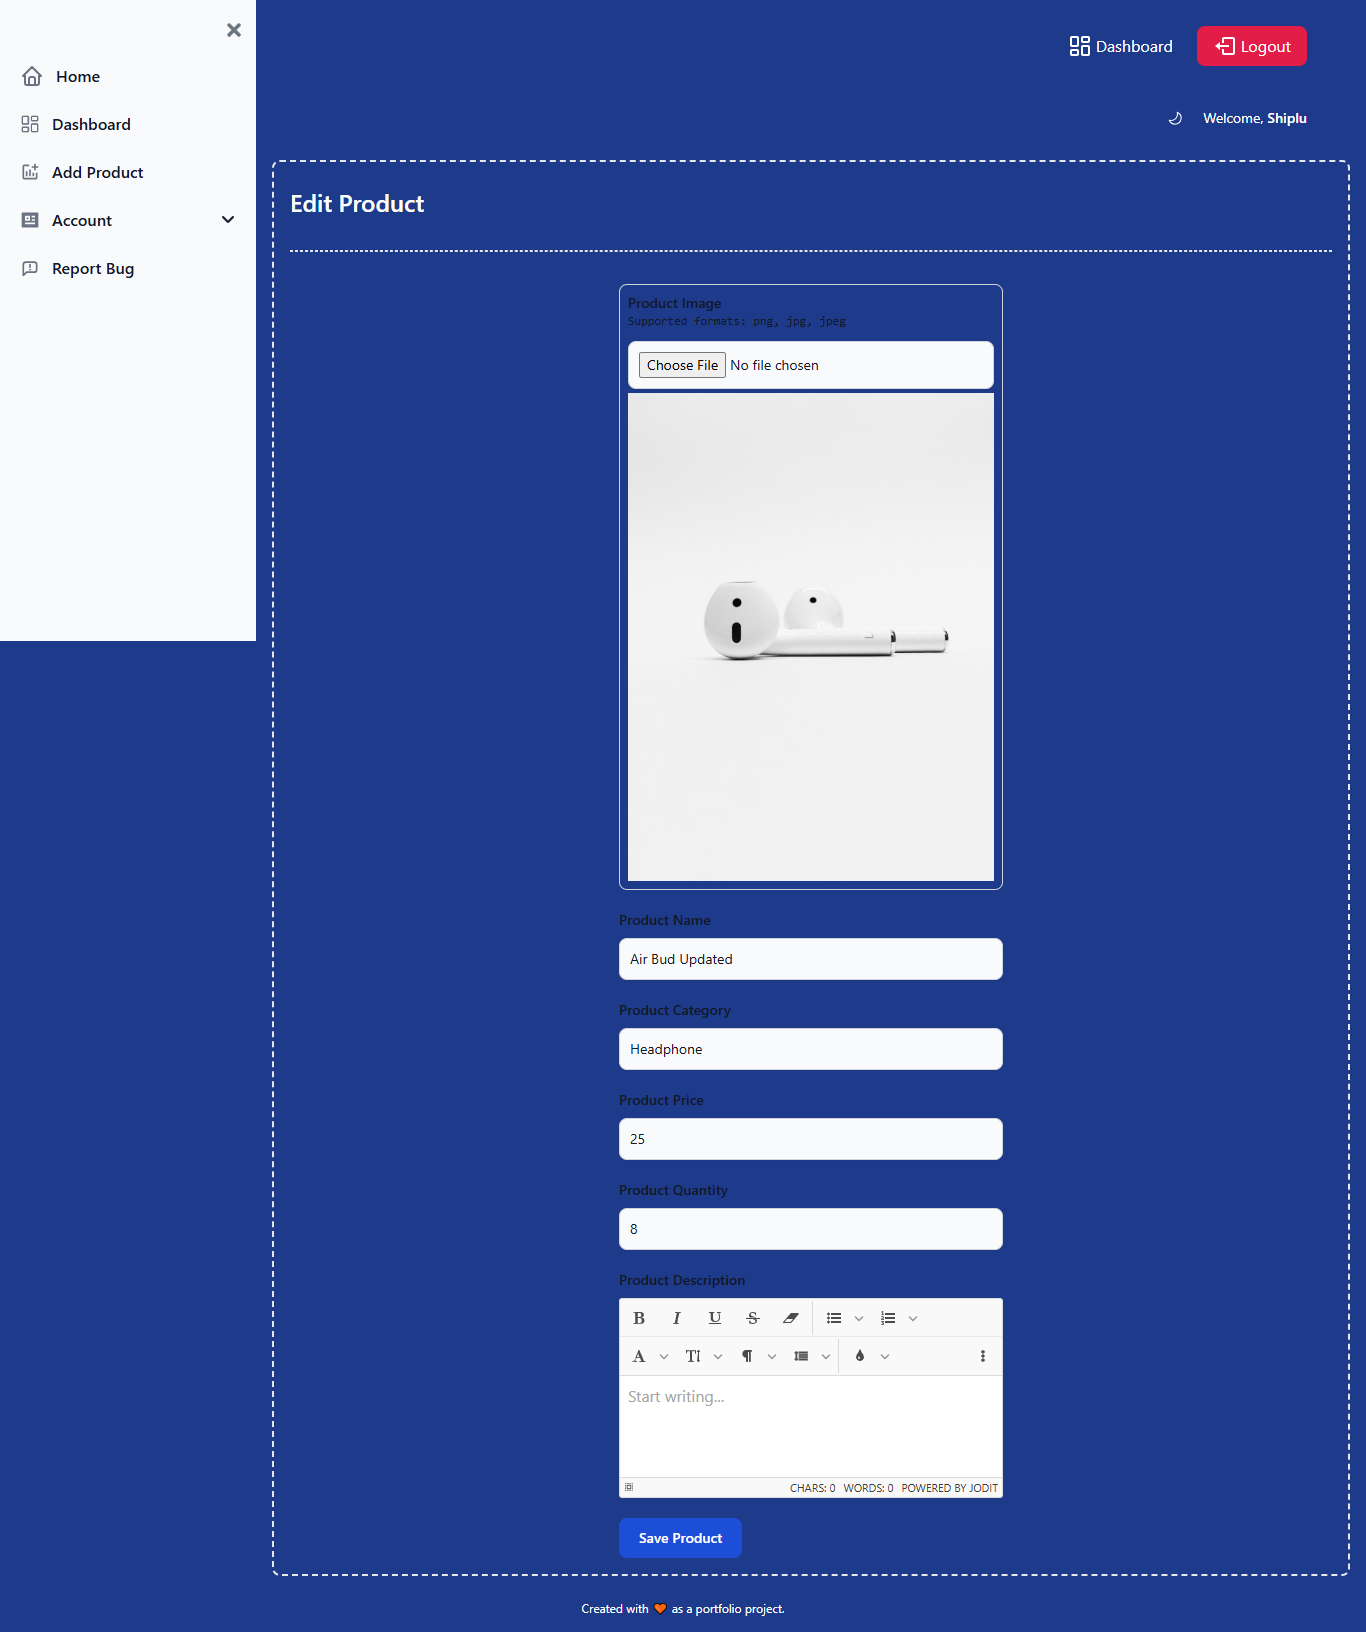 Home
Dashboard
Add Product
Account
Report Bug
Dashboard
Logout
Welcome, Shiplu
Edit Product
Product Image
Supported formats: png, jpg, jpeg
Choose File No file chosen
Product Name
Air Bud Updated
Product Category
Headphone
Product Price
25
Product Quantity
8
Product Description
Start writing...
CHARS: 0 WORDS: 0 POWERED BY JODIT
Save Product
Created with 🧡 as a portfolio project.